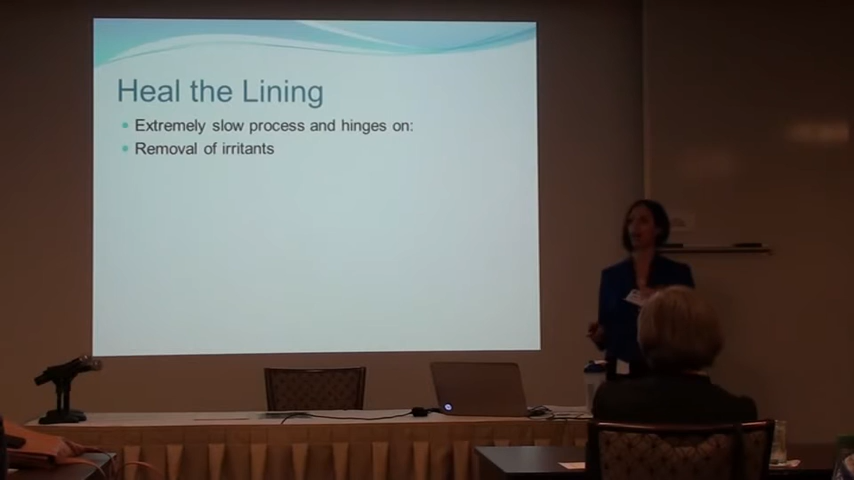 Heal the Lining
Extremely slow process and hinges on:
Removal of irritants